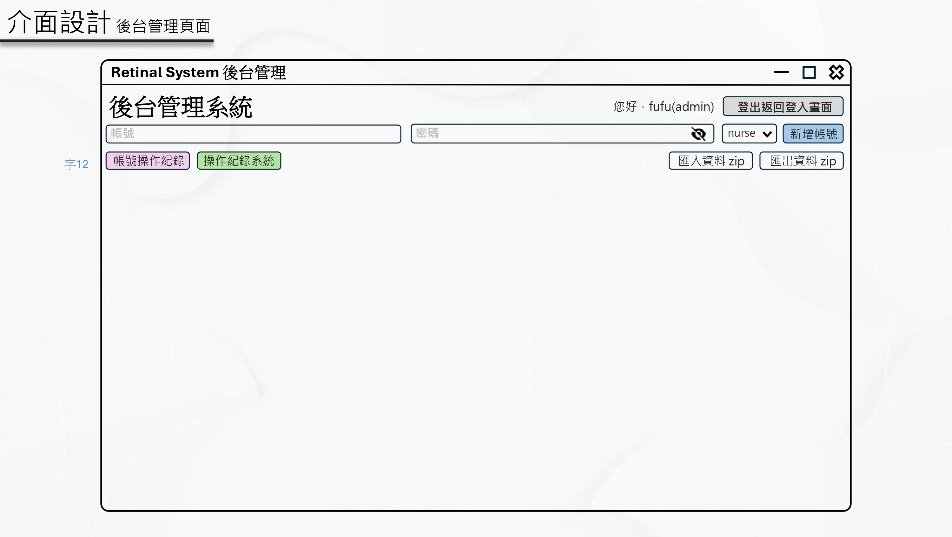 介面設計 後台管理頁面
Retinal System 後台管理
後台管理系統 您好，fufu(admin) 登出返回登入畫面
帳號 密碼 nurse 新增帳號
字12 帳號操作紀錄 操作紀錄系統 匯入資料 zip 匯出資料 zip